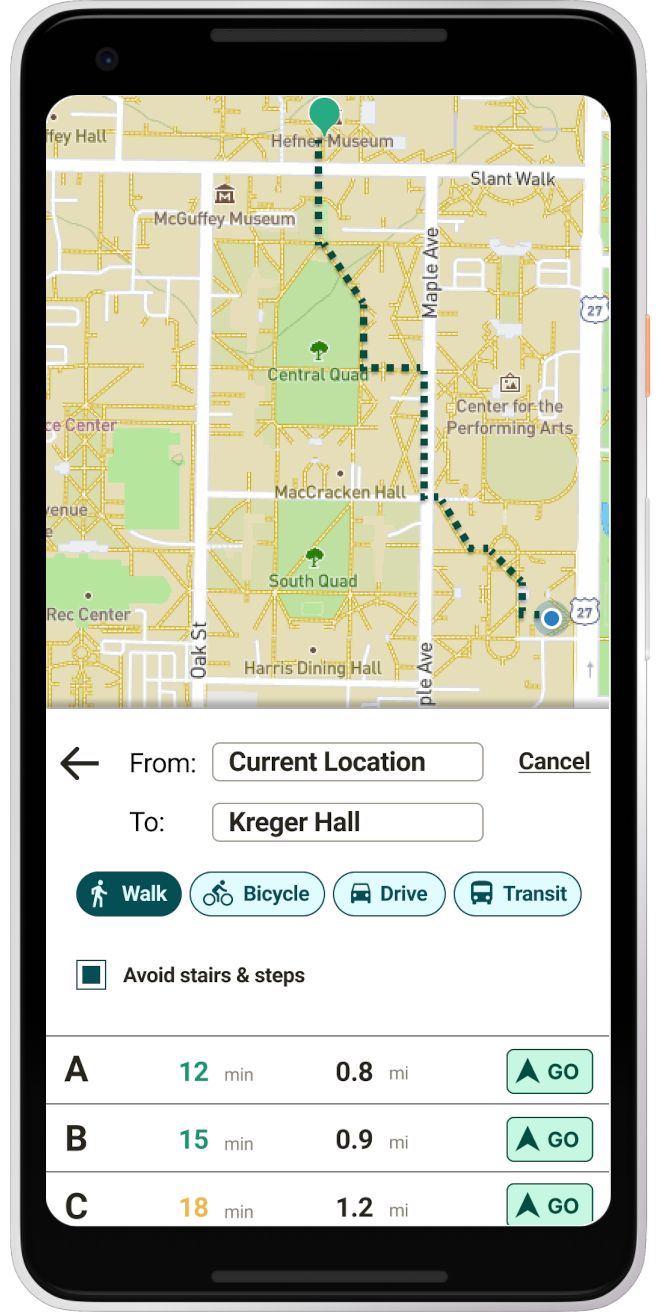 ffey Hall
Hefner Museum
Slant Walk
M
McGuffey Museum
Maple Ave
27
Central Quad
ce Center
Center for the
Performing Arts
MacCracken Hall
venue
e
South Quad
27
Rec Center
Oak St
Harris Dining Hall
ple Ave
From: Current Location Cancel
To: Kreger Hall
Walk Bicycle Drive Transit
Avoid stairs & steps
A 12 min 0.8 mi GO
B 15 min 0.9 mi GO
C 18 min 1.2 mi GO